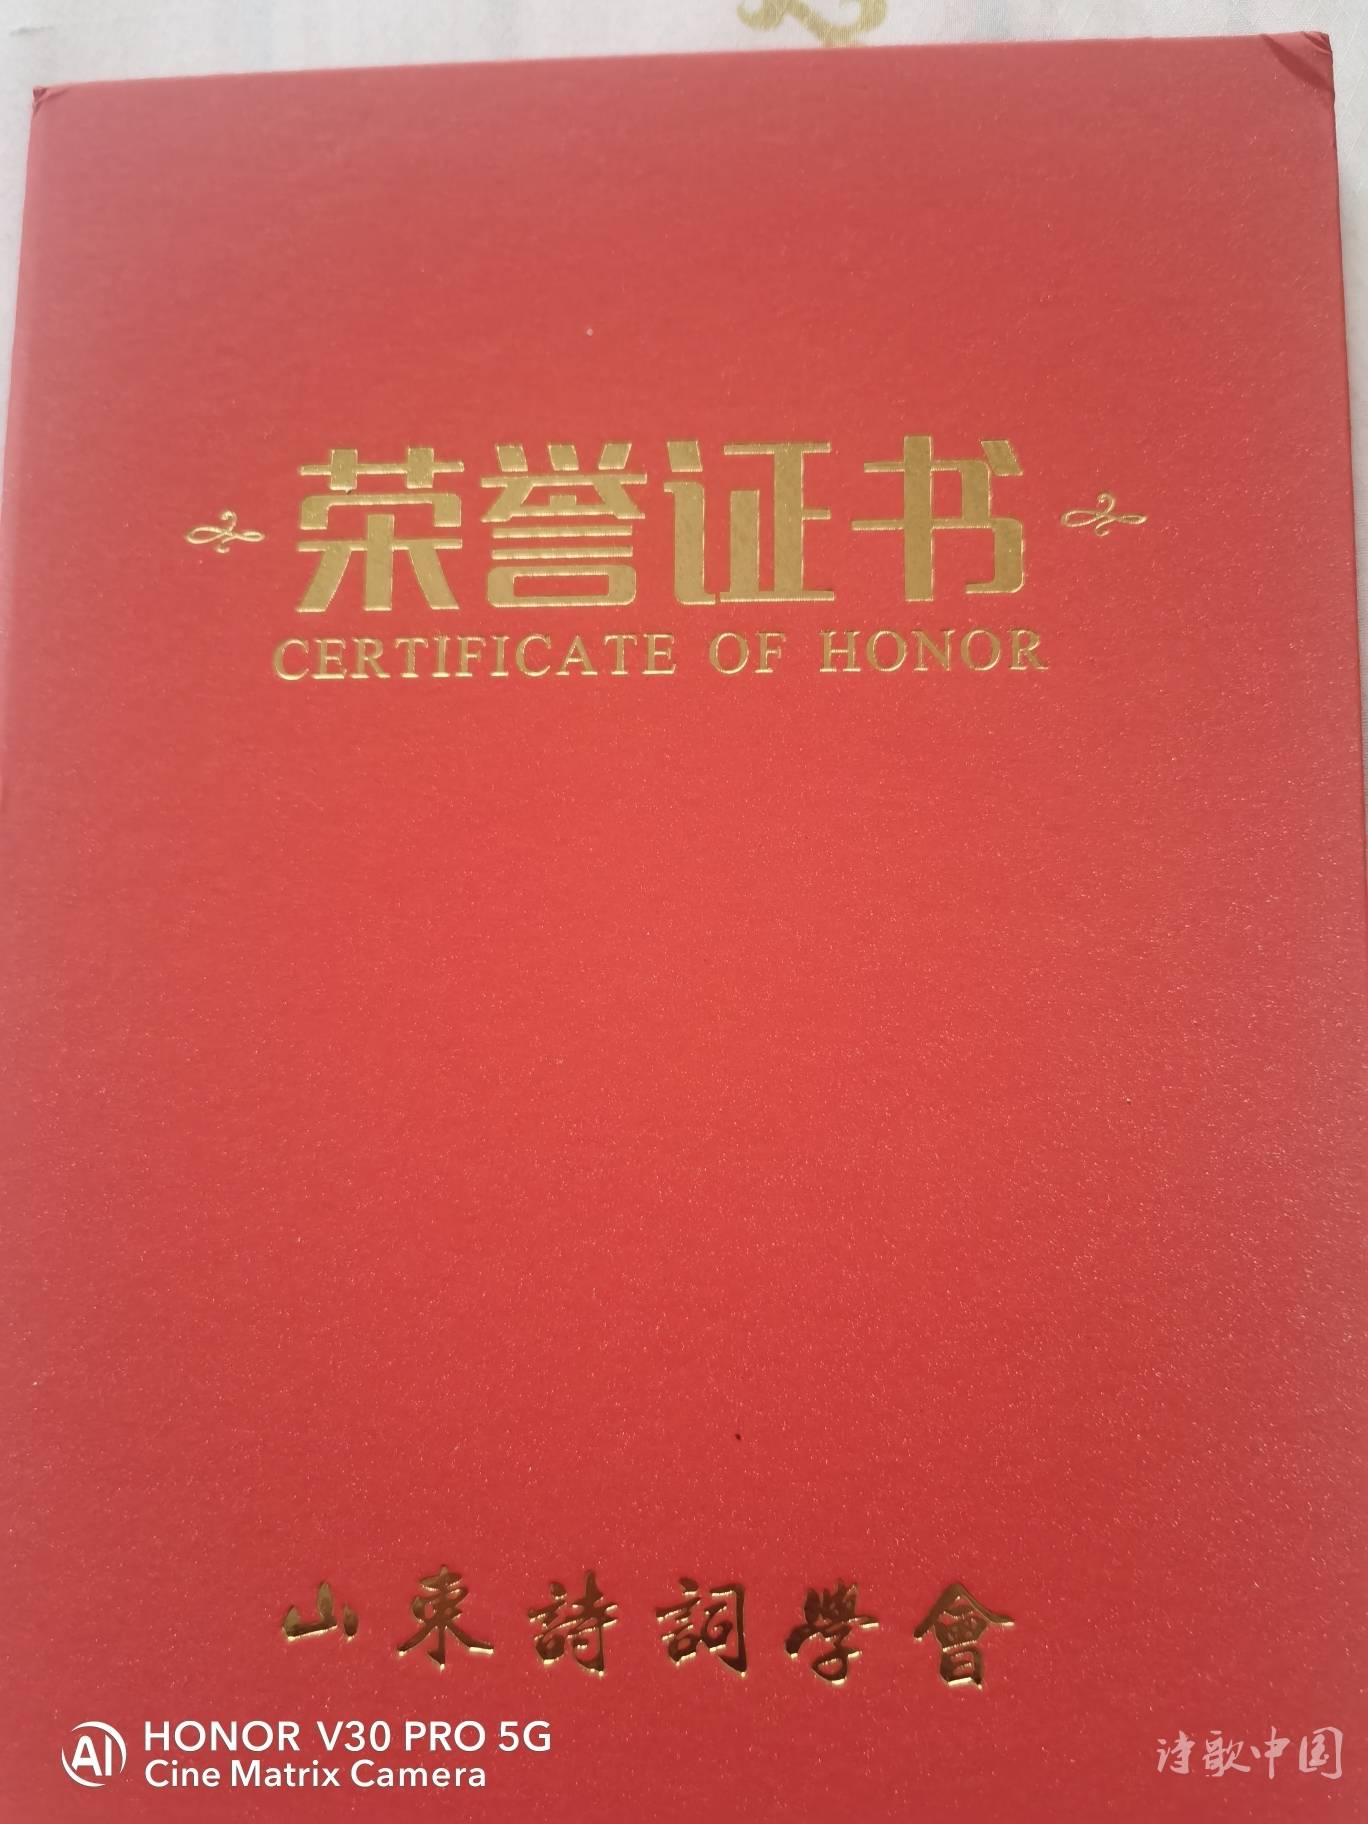 荣誉证书
CERTIFICATE OF HONOR
山東詩詞學會
AI HONOR V30 PRO 5G
Cine Matrix Camera
诗歌中国